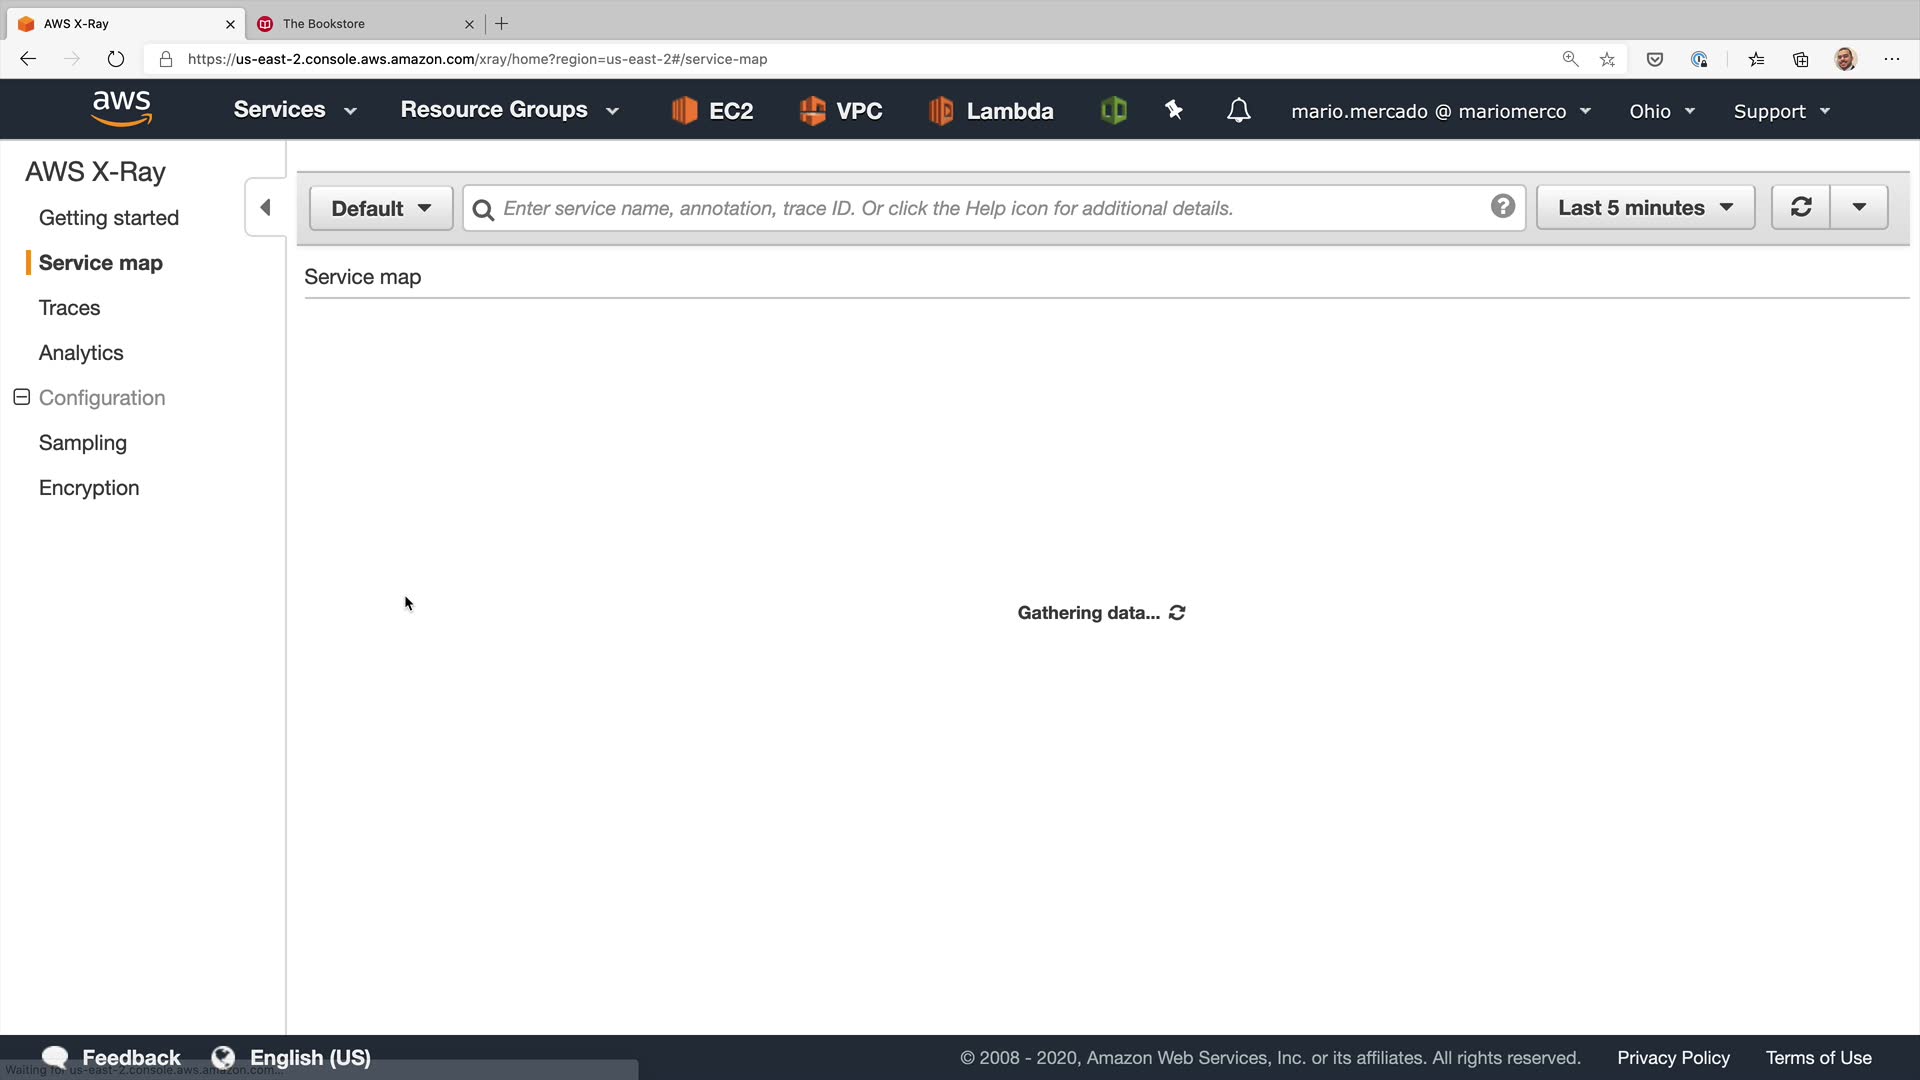 AWS X-Ray
The Bookstore
https://us-east-2.console.aws.amazon.com/xray/home?region=us-east-2#/service-map
aws
Services
Resource Groups
EC2
VPC
Lambda
mario.mercado @ mariomerco
Ohio
Support
AWS X-Ray
Getting started
Service map
Traces
Analytics
Configuration
Sampling
Encryption
Default
Enter service name, annotation, trace ID. Or click the Help icon for additional details.
Last 5 minutes
Service map
Gathering data...
Feedback
English (US)
© 2008 - 2020, Amazon Web Services, Inc. or its affiliates. All rights reserved.
Privacy Policy
Terms of Use
Waiting for us-east-2.console.aws.amazon.com...